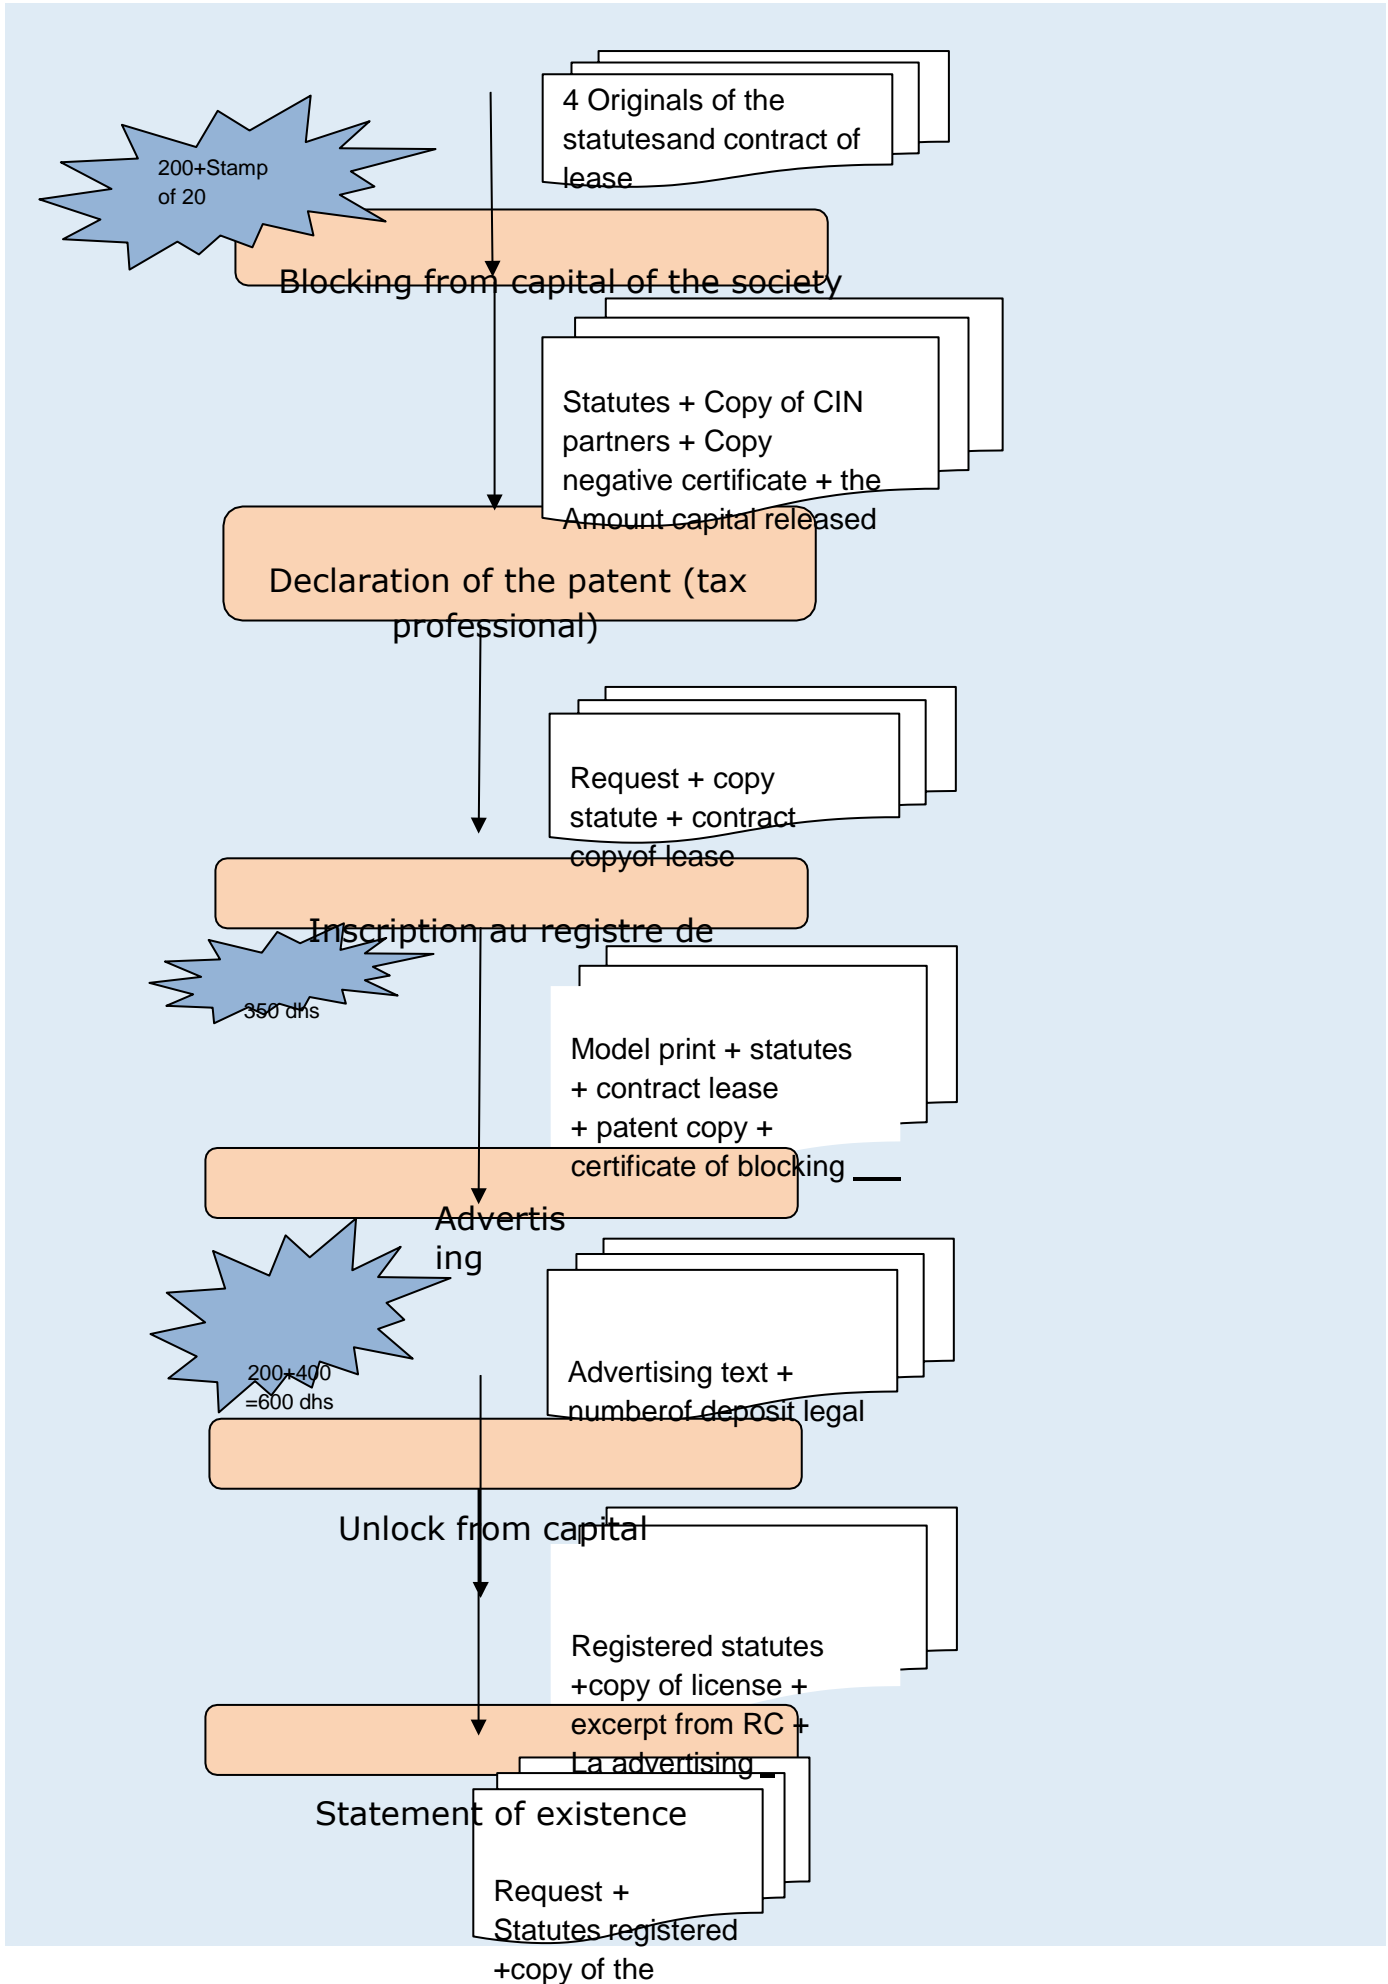 4 Originals of the
statutesand contract of
lease
200+Stamp
of 20
Blocking from capital of the society
Statutes + Copy of CIN
partners + Copy
negative certificate + the
Amount capital released
Declaration of the patent (tax
professional)
Request + copy
statute + contract
copyof lease
Inscription au registre de
350 dhs
Model print + statutes
+ contract lease
+ patent copy +
certificate of blocking
Advertis
ing
200+400
=600 dhs
Advertising text +
numberof deposit legal
Unlock from capital
Registered statutes
+copy of license +
excerpt from RC +
La advertising
Statement of existence
Request +
Statutes registered
+copy of the